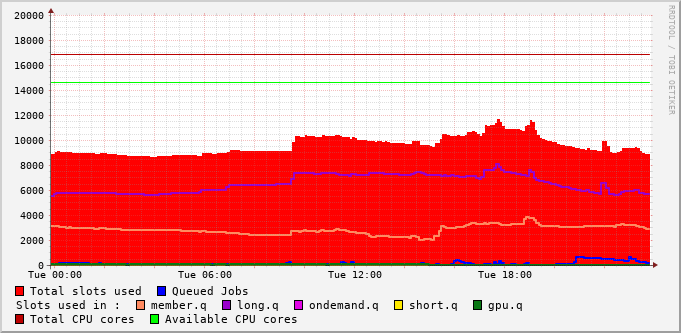 20000
18000
16000
14000
12000
10000
8000
6000
4000
2000
0
Tue 00:00 Tue 06:00 Tue 12:00 Tue 18:00
RRDTOOL / TOBI OETIKER
Total slots used Queued Jobs
Slots used in : member.q long.q ondemand.q short.q gpu.q
Total CPU cores Available CPU cores